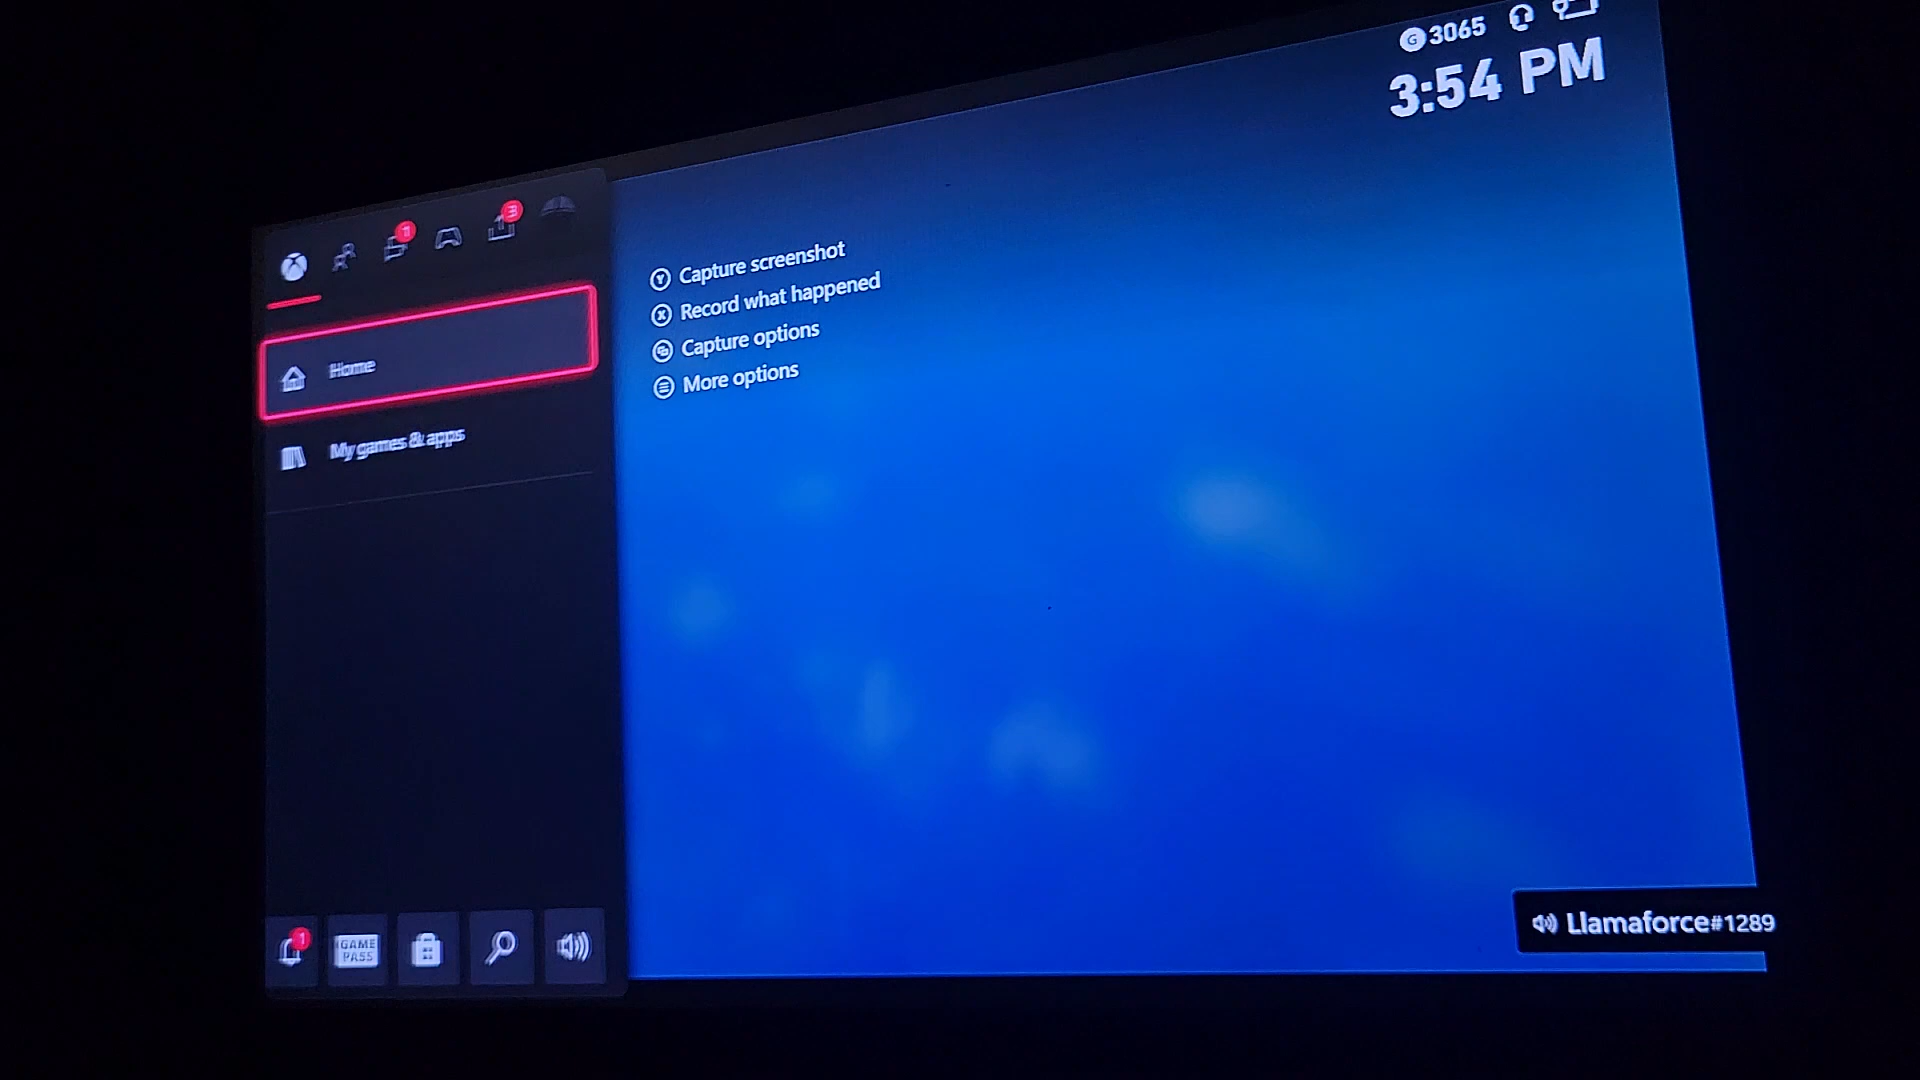 G 3065
3:54 PM
1
3
Home
My games & apps
Y Capture screenshot
X Record what happened
Capture options
More options
1
GAME PASS
Llamaforce#1289